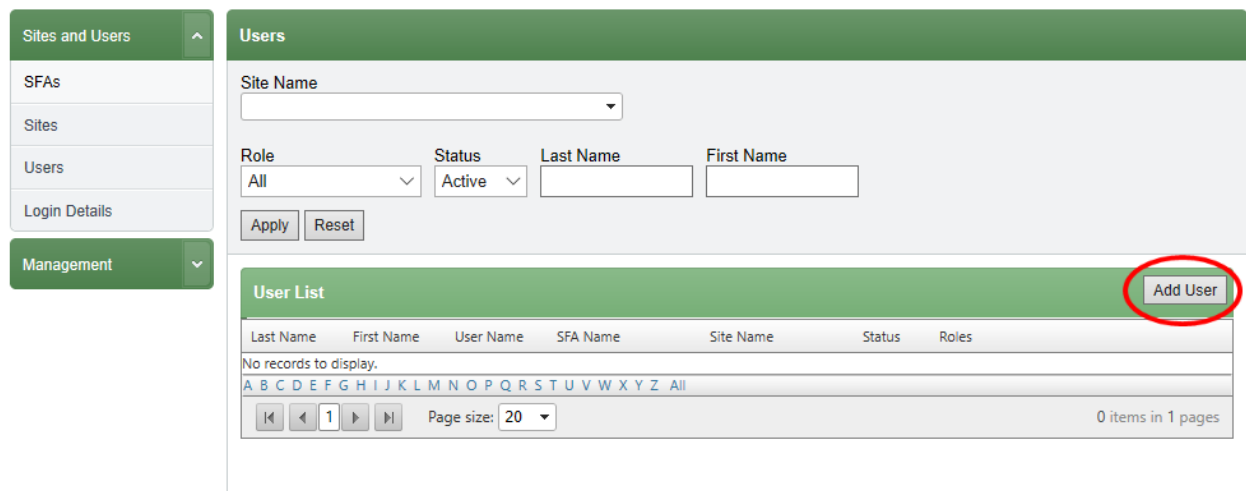 Sites and Users
SFAs
Sites
Users
Login Details
Management
Users
Site Name
Role Status Last Name First Name
All Active
Apply Reset
User List Add User
Last Name First Name User Name SFA Name Site Name Status Roles
No records to display.
A B C D E F G H I J K L M N O P Q R S T U V W X Y Z All
1 Page size: 20 0 items in 1 pages